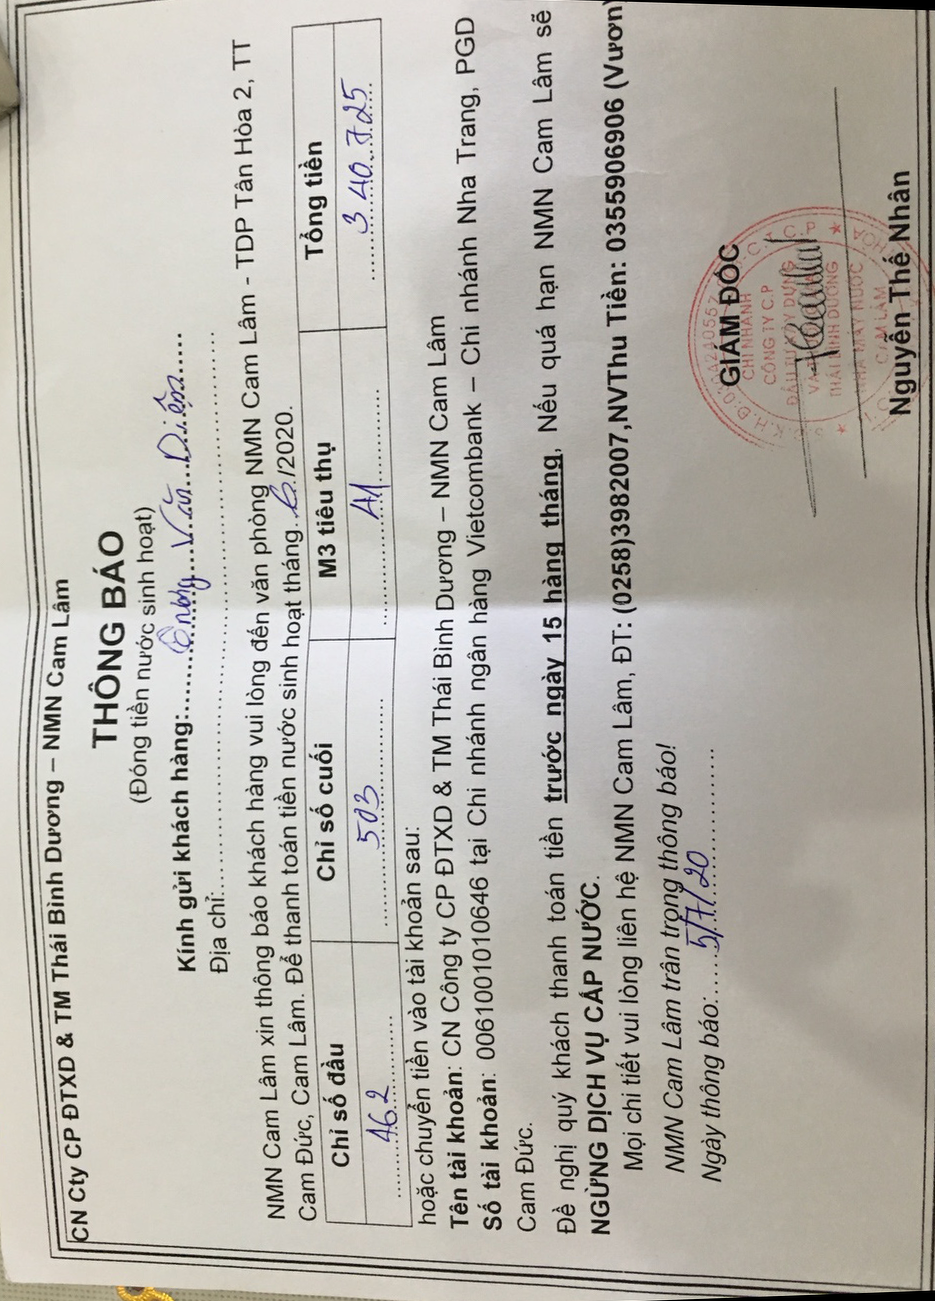 CN Cty CP ĐTXD & TM Thái Bình Dương – NMN Cam Lâm
THÔNG BÁO
(Đóng tiền nước sinh hoạt)
Kính gửi khách hàng:.......Ông...Văn...Diện.....
Địa chỉ:..........................................................
NMN Cam Lâm xin thông báo khách hàng vui lòng đến văn phòng NMN Cam Lâm - TDP Tân Hòa 2, TT
Cam Đức, Cam Lâm. Để thanh toán tiền nước sinh hoạt tháng..6./2020.
Chỉ số đầu Chỉ số cuối M3 tiêu thụ Tổng tiền
462 503 41 340.725
hoặc chuyển tiền vào tài khoản sau:
Tên tài khoản: CN Công ty CP ĐTXD & TM Thái Bình Dương – NMN Cam Lâm
Số tài khoản: 0061001010646 tại Chi nhánh ngân hàng Vietcombank – Chi nhánh Nha Trang, PGD
Cam Đức.
Đề nghị quý khách thanh toán tiền trước ngày 15 hàng tháng, Nếu quá hạn NMN Cam Lâm sẽ
NGỪNG DỊCH VỤ CẤP NƯỚC.
Mọi chi tiết vui lòng liên hệ NMN Cam Lâm, ĐT: (0258)3982007,NVThu Tiền: 0355906906 (Vươn
NMN Cam Lâm trân trọng thông báo!
Ngày thông báo:.....5/7/20..............
GIÁM ĐỐC
CHI NHÁNH
CÔNG TY C.P
ĐẦU TƯ XÂY DỰNG
THÁI BÌNH DƯƠNG
NHÀ MÁY NƯỚC
CAM LÂM
Nguyễn Thế Nhân